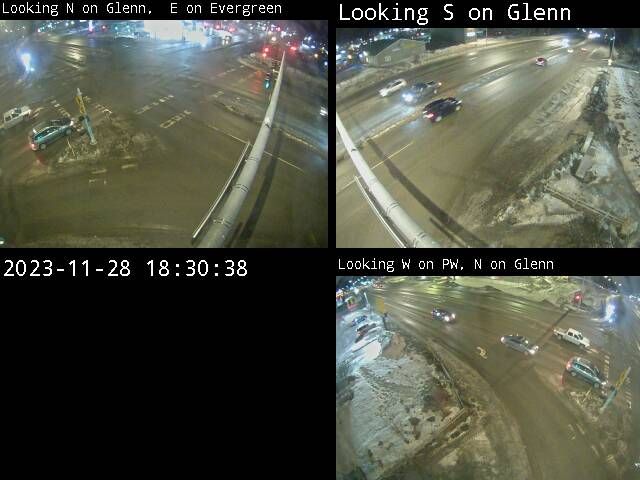 Looking N on Glenn, E on Evergreen
Looking S on Glenn
2023-11-28 18:30:38
Looking W on PW, N on Glenn